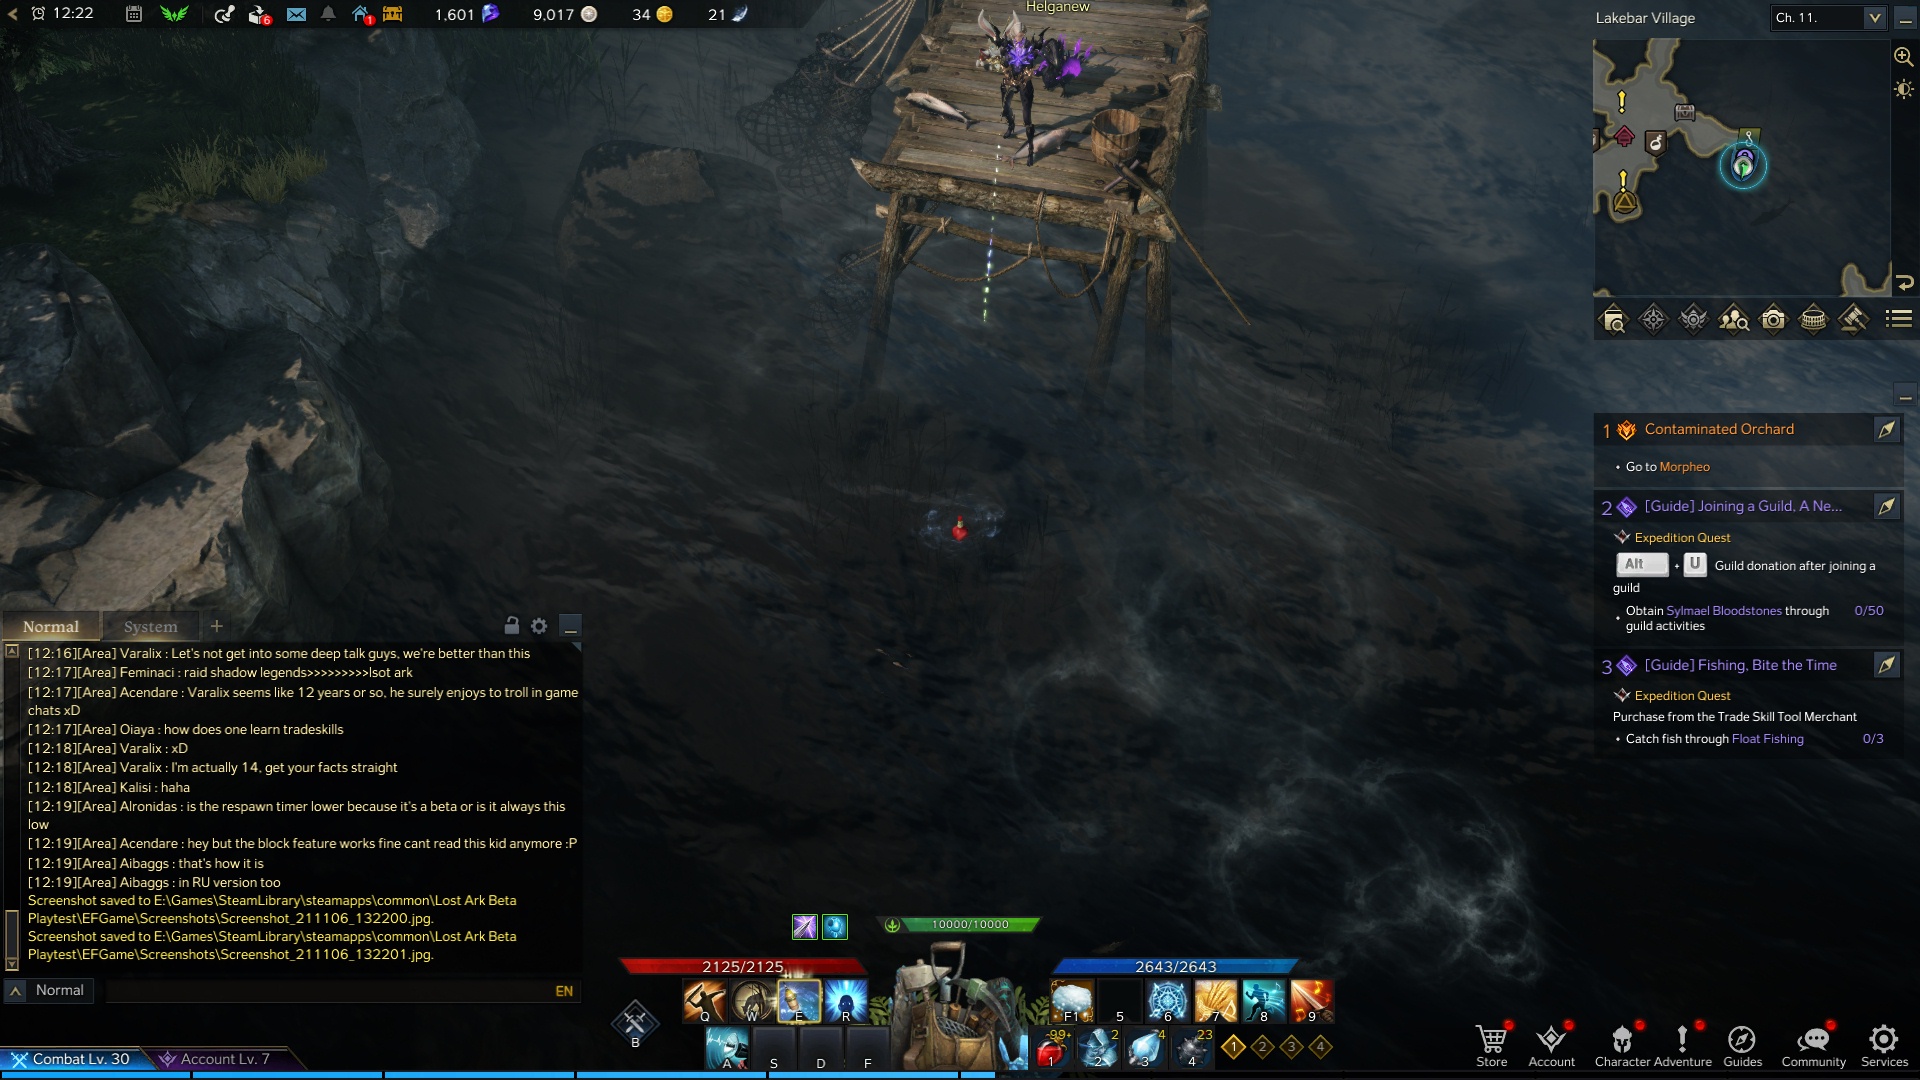 12:22
6
1
1,601
9,017
34
21
Helganew
Lakebar Village
Ch. 11.
1 Contaminated Orchard
Go to Morpheo
2 [Guide] Joining a Guild, A Ne...
Expedition Quest
Alt + U Guild donation after joining a
guild
Obtain Sylmael Bloodstones through 0/50
guild activities
3 [Guide] Fishing, Bite the Time
Expedition Quest
Purchase from the Trade Skill Tool Merchant
Catch fish through Float Fishing 0/3
Normal System +
[12:16][Area] Varalix : Let's not get into some deep talk guys, we're better than this
[12:17][Area] Feminaci : raid shadow legends>>>>>>>>>lsot ark
[12:17][Area] Acendare : Varalix seems like 12 years or so, he surely enjoys to troll in game
chats xD
[12:17][Area] Oiaya : how does one learn tradeskills
[12:18][Area] Varalix : xD
[12:18][Area] Varalix : I'm actually 14, get your facts straight
[12:18][Area] Kalisi : haha
[12:19][Area] Alronidas : is the respawn timer lower because it's a beta or is it always this
low
[12:19][Area] Acendare : hey but the block feature works fine cant read this kid anymore :P
[12:19][Area] Aibaggs : that's how it is
[12:19][Area] Aibaggs : in RU version too
Screenshot saved to E:\Games\SteamLibrary\steamapps\common\Lost Ark Beta
Playtest\EFGame\Screenshots\Screenshot_211106_132200.jpg.
Screenshot saved to E:\Games\SteamLibrary\steamapps\common\Lost Ark Beta
Playtest\EFGame\Screenshots\Screenshot_211106_132201.jpg.
Normal
EN
10000/10000
2125/2125
2643/2643
Q W E R
F1 5 6 7 8 9
B
A S D F
99+ 2 4 23
1 2 3 4
1 2 3 4
Combat Lv. 30
Account Lv. 7
Store Account Character Adventure Guides Community Services